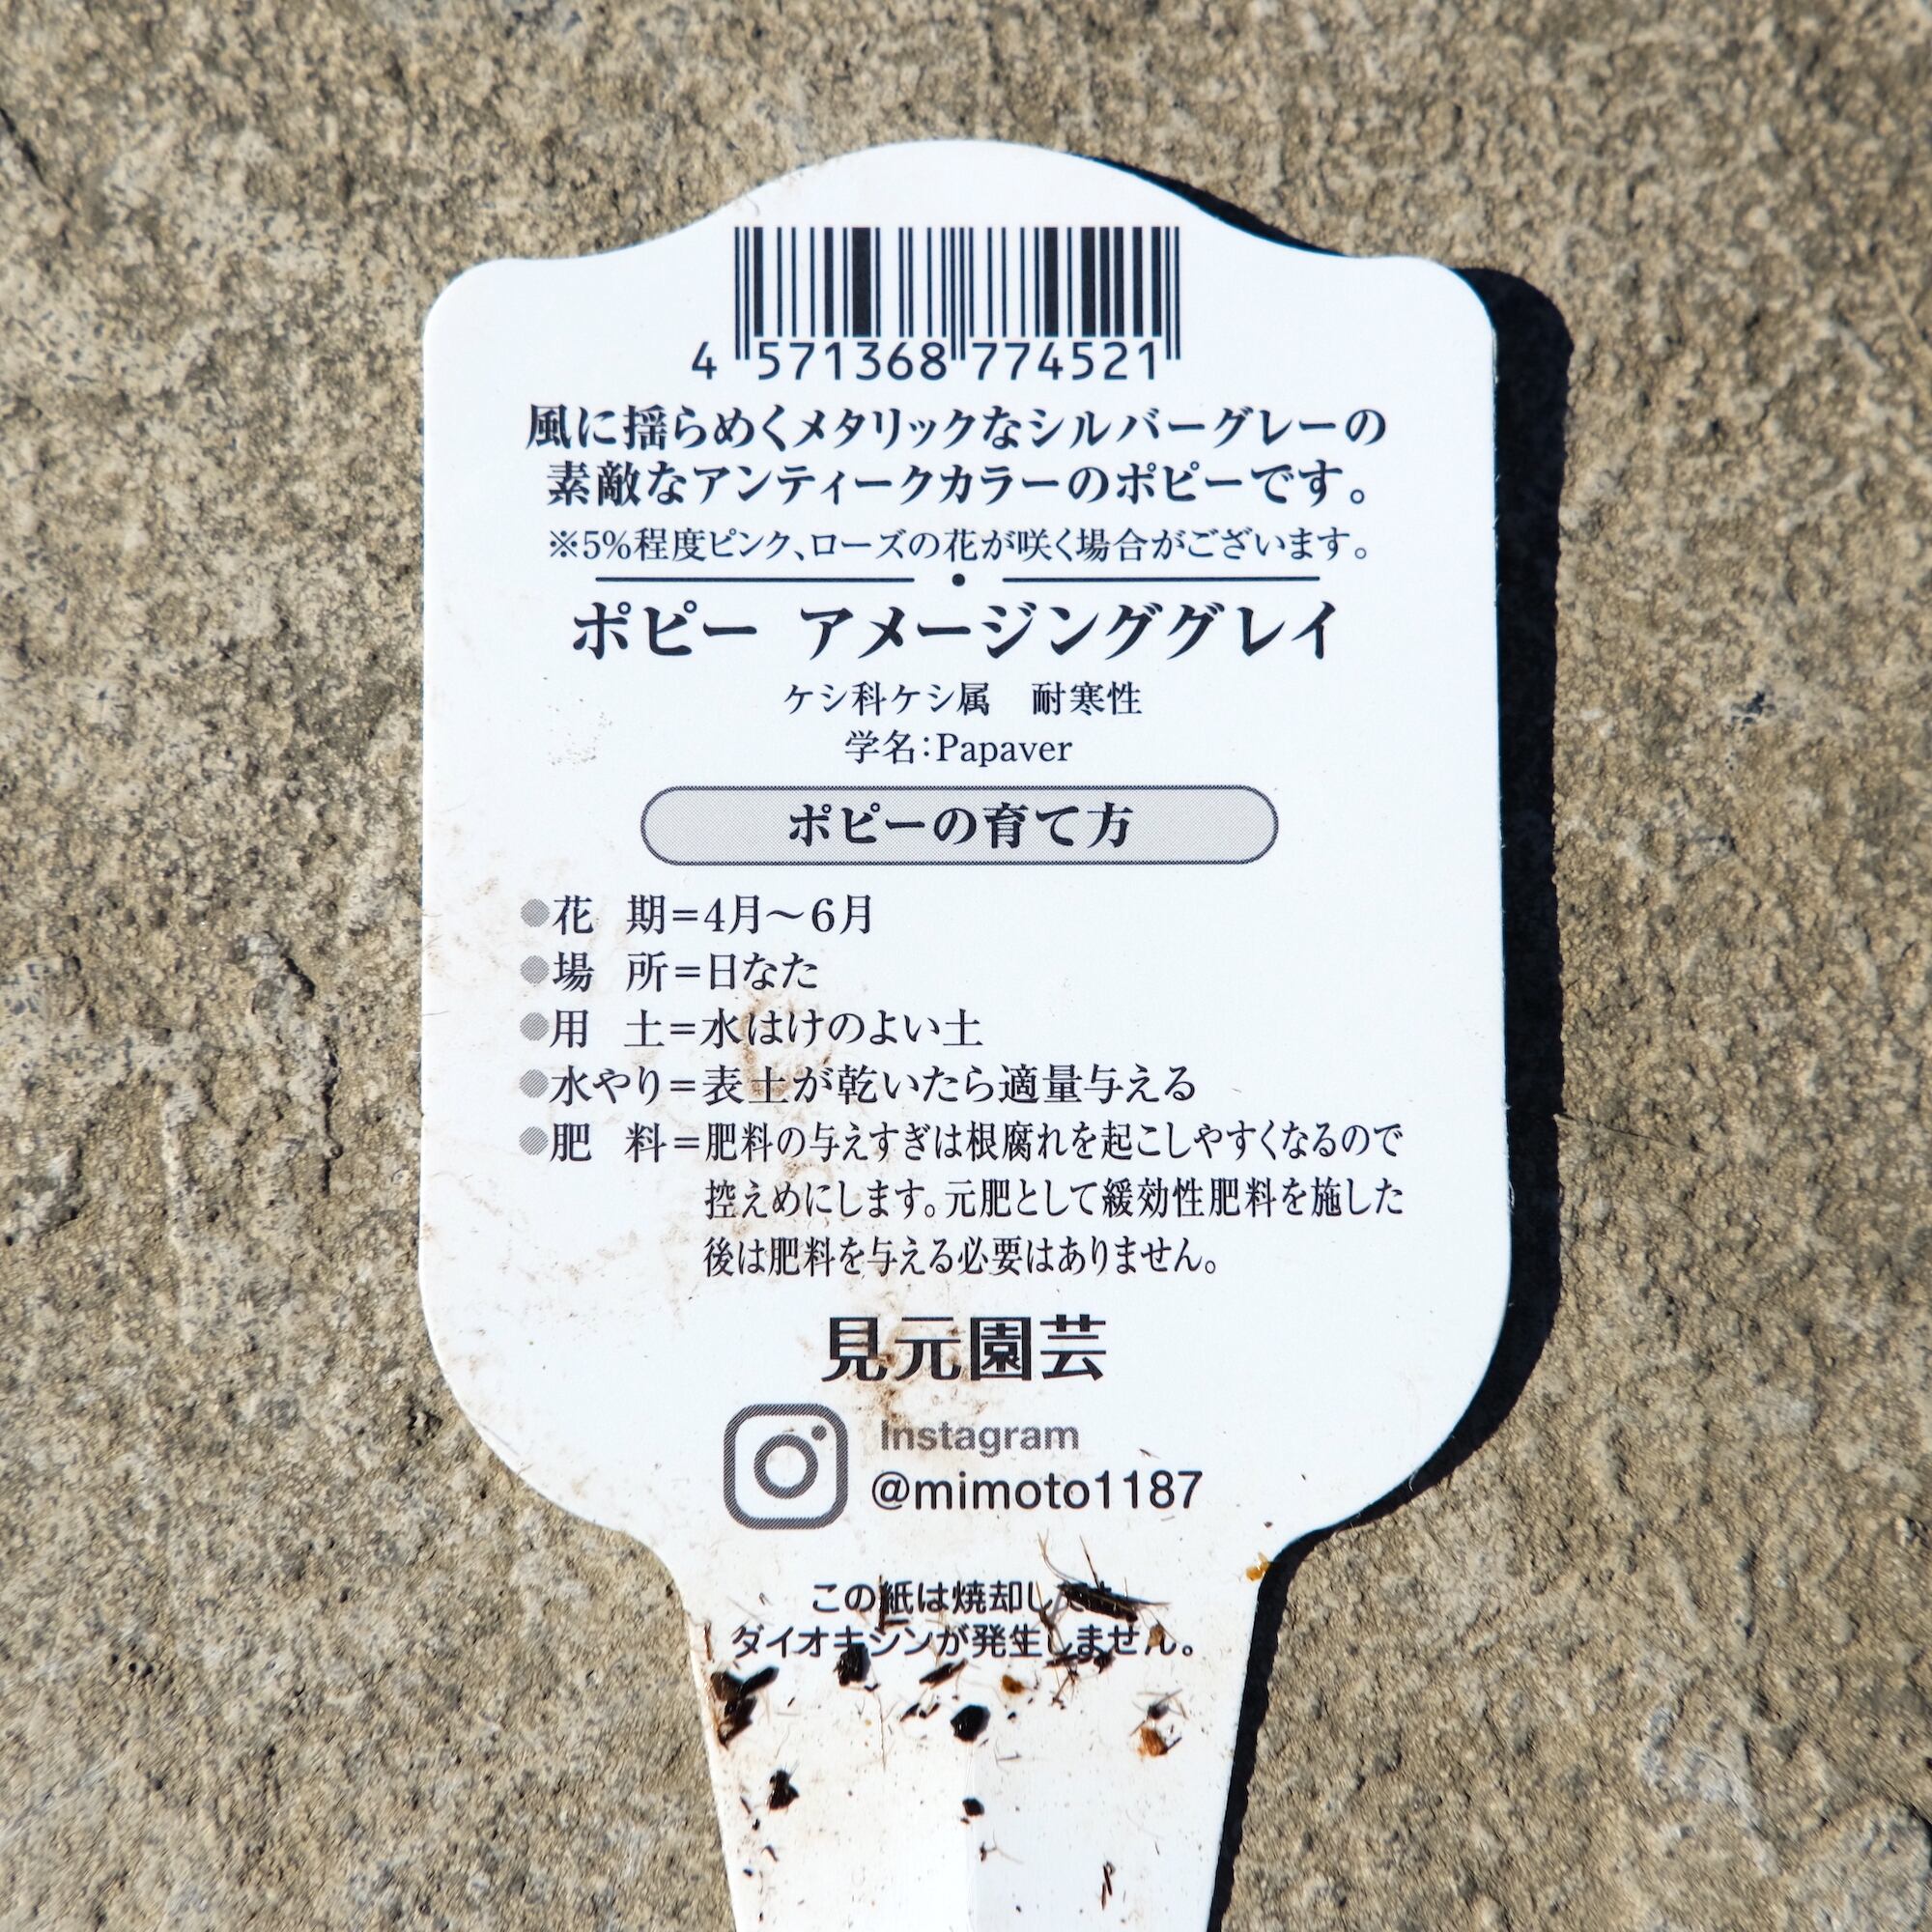 4 571368 774521
風に揺らめくメタリックなシルバーグレーの
素敵なアンティークカラーのポピーです。
※5%程度ピンク、ローズの花が咲く場合がございます。
ポピー アメージンググレイ
ケシ科ケシ属 耐寒性
学名:Papaver
ポピーの育て方
●花 期=4月~6月
●場 所=日なた
●用 土=水はけのよい土
●水やり=表土が乾いたら適量与える
●肥 料=肥料の与えすぎは根腐れを起こしやすくなるので
控えめにします。元肥として緩効性肥料を施した
後は肥料を与える必要はありません。
見元園芸
Instagram
@mimoto1187
この紙は焼却しても
ダイオキシンが発生しません。